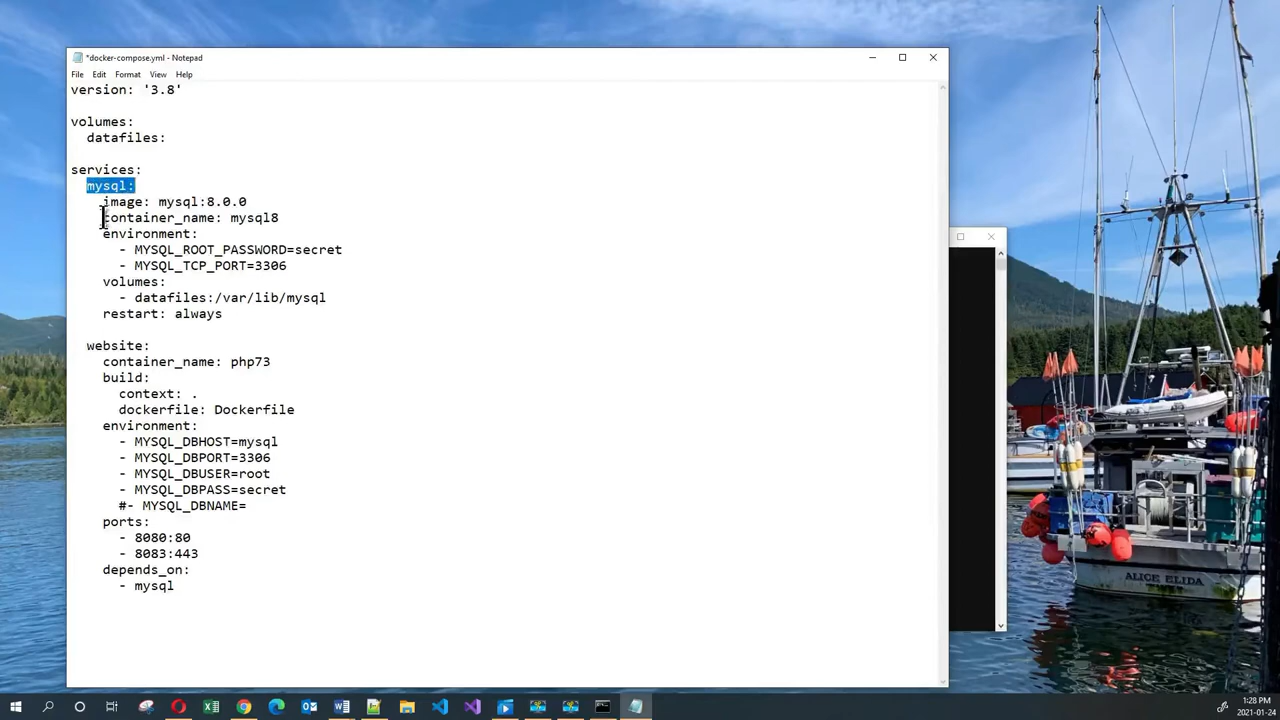 *docker-compose.yml - Notepad
File Edit Format View Help
version: '3.8'
volumes:
  datafiles:
services:
  mysql:
    image: mysql:8.0.0
    container_name: mysql8
    environment:
      - MYSQL_ROOT_PASSWORD=secret
      - MYSQL_TCP_PORT=3306
    volumes:
      - datafiles:/var/lib/mysql
    restart: always
  website:
    container_name: php73
    build:
      context: .
      dockerfile: Dockerfile
    environment:
      - MYSQL_DBHOST=mysql
      - MYSQL_DBPORT=3306
      - MYSQL_DBUSER=root
      - MYSQL_DBPASS=secret
      #- MYSQL_DBNAME=
    ports:
      - 8080:80
      - 8083:443
    depends_on:
      - mysql
ALICE ELIDA
1:28 PM
2021-01-24